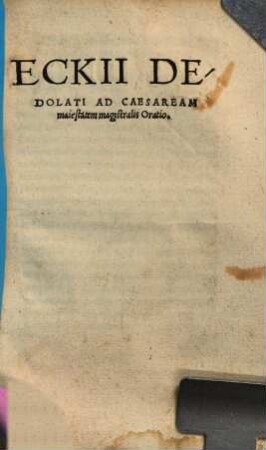 ECKII DE-
DOLATI AD CAESAREAM
maiestatem magistralis Oratio.